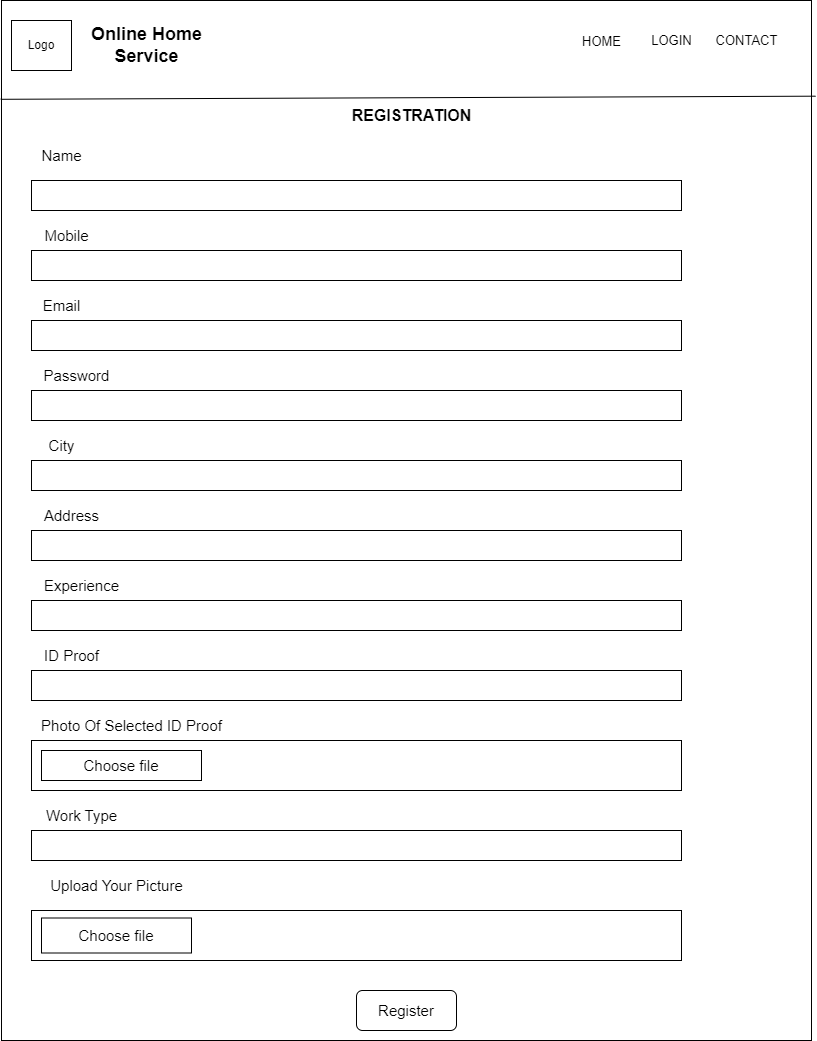 Logo
Online Home
Service
HOME
LOGIN
CONTACT
REGISTRATION
Name
Mobile
Email
Password
City
Address
Experience
ID Proof
Photo Of Selected ID Proof
Choose file
Work Type
Upload Your Picture
Choose file
Register